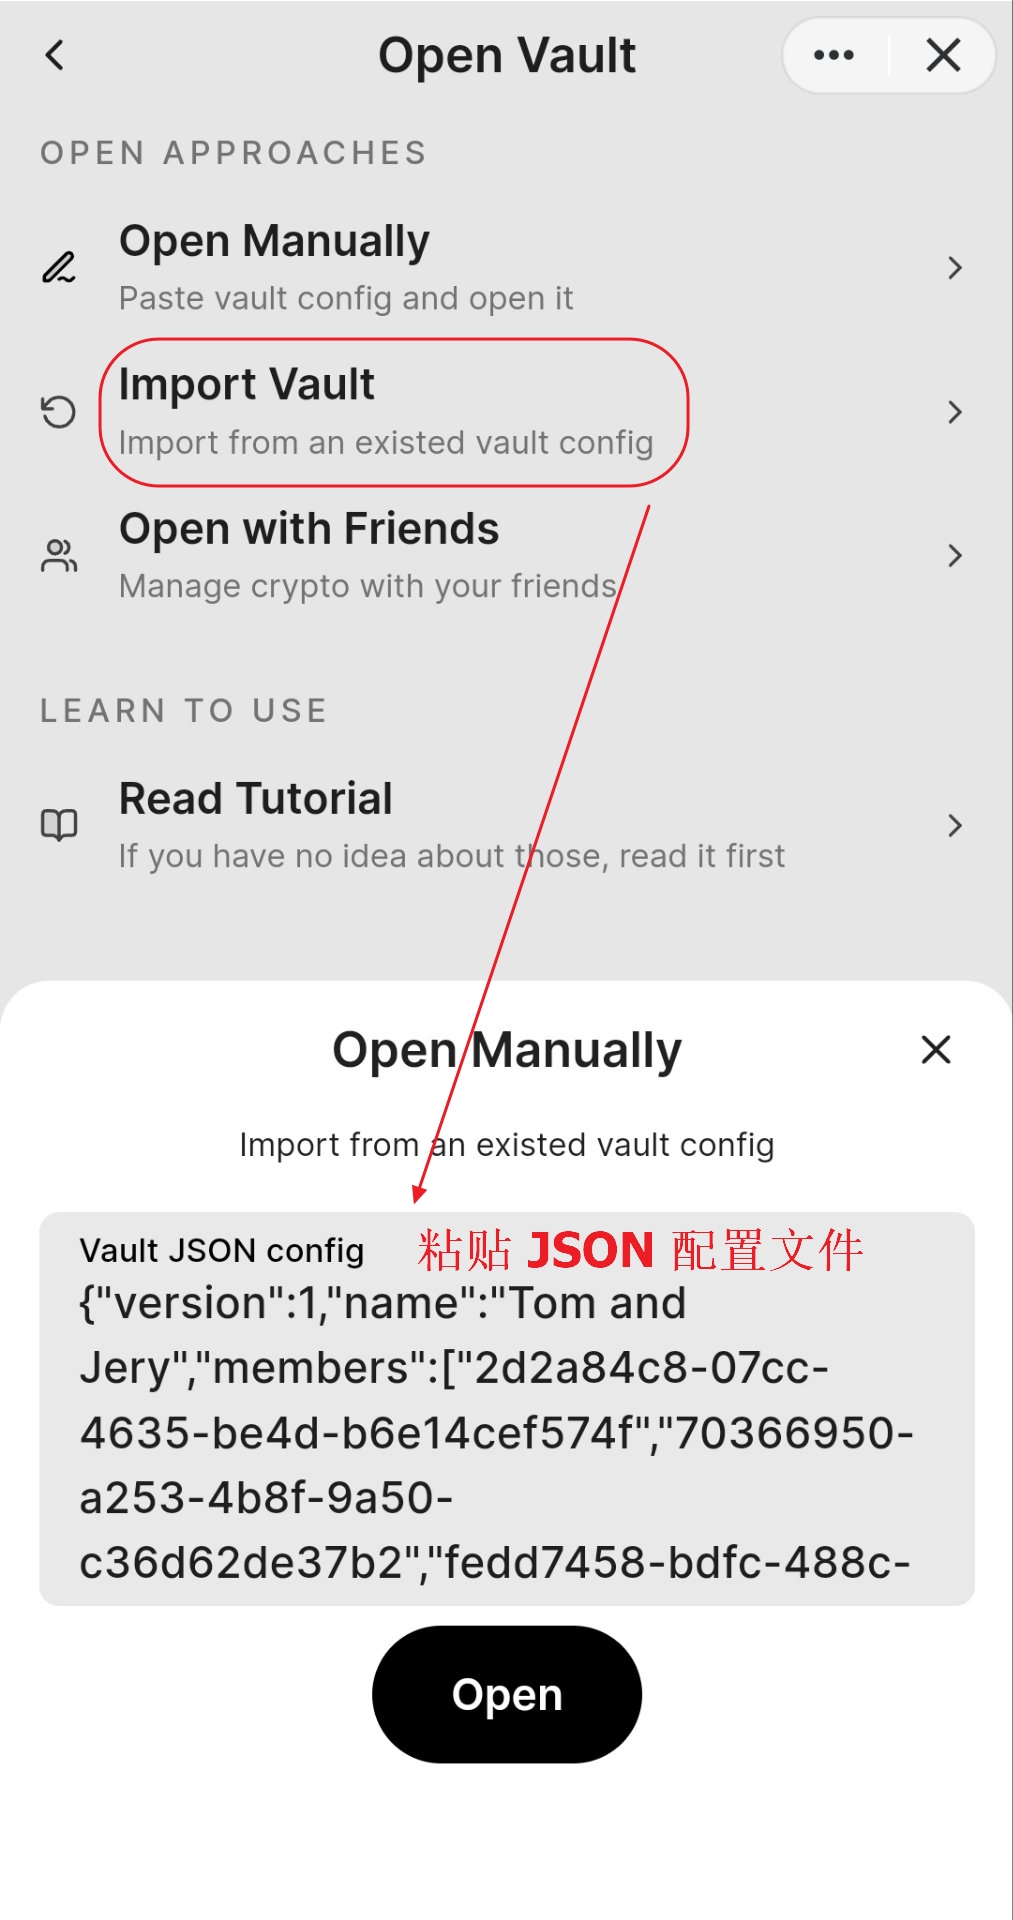 Open Vault
OPEN APPROACHES
Open Manually
Paste vault config and open it
Import Vault
Import from an existed vault config
Open with Friends
Manage crypto with your friends
LEARN TO USE
Read Tutorial
If you have no idea about those, read it first
Open Manually
Import from an existed vault config
Vault JSON config
粘贴 JSON 配置文件
{"version":1,"name":"Tom and
Jery","members":["2d2a84c8-07cc-
4635-be4d-b6e14cef574f","70366950-
a253-4b8f-9a50-
c36d62de37b2","fedd7458-bdfc-488c-
Open